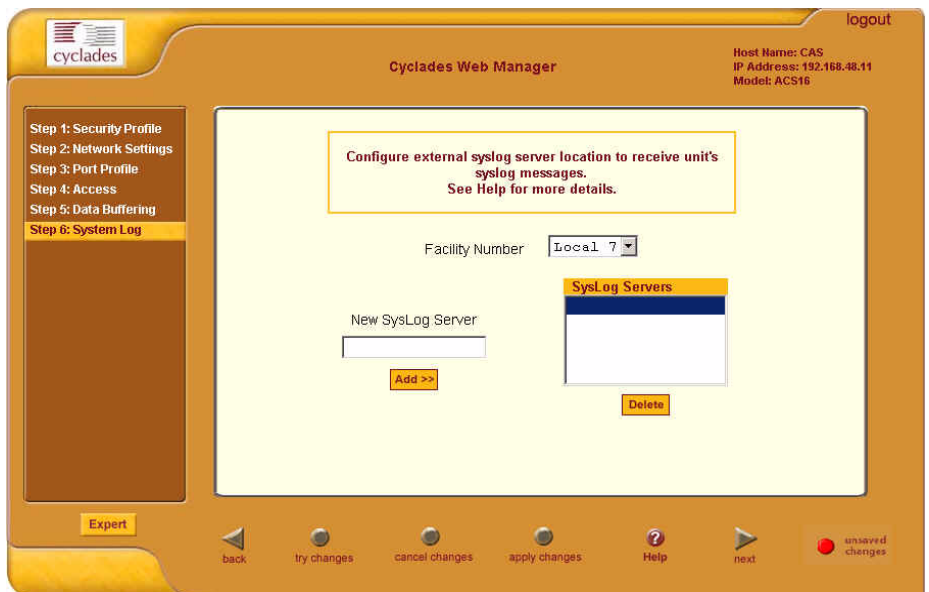 logout
cyclades
Cyclades Web Manager
Host Name: CAS
IP Address: 192.168.48.11
Model: ACS16
Step 1: Security Profile
Step 2: Network Settings
Step 3: Port Profile
Step 4: Access
Step 5: Data Buffering
Step 6: System Log
Configure external syslog server location to receive unit's
syslog messages.
See Help for more details.
Facility Number
Local 7
SysLog Servers
New SysLog Server
Add >>
Delete
Expert
back
try changes
cancel changes
apply changes
?
Help
next
unsaved
changes